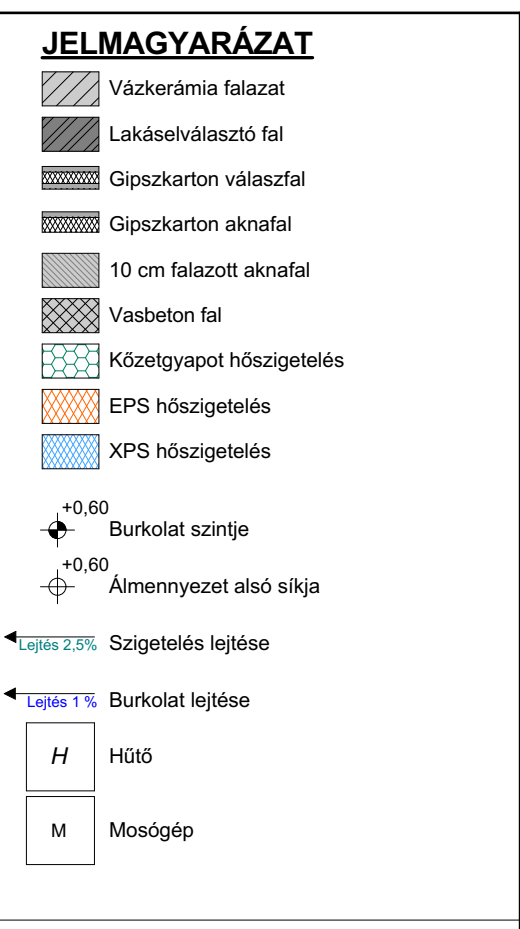 JELMAGYARÁZAT
Vázkerámia falazat
Lakáselválasztó fal
Gipszkarton válaszfal
Gipszkarton aknafal
10 cm falazott aknafal
Vasbeton fal
Kőzetgyapot hőszigetelés
EPS hőszigetelés
XPS hőszigetelés
+0,60
Burkolat szintje
+0,60
Álmennyezet alsó síkja
Lejtés 2,5% Szigetelés lejtése
Lejtés 1 % Burkolat lejtése
H Hűtő
M Mosógép